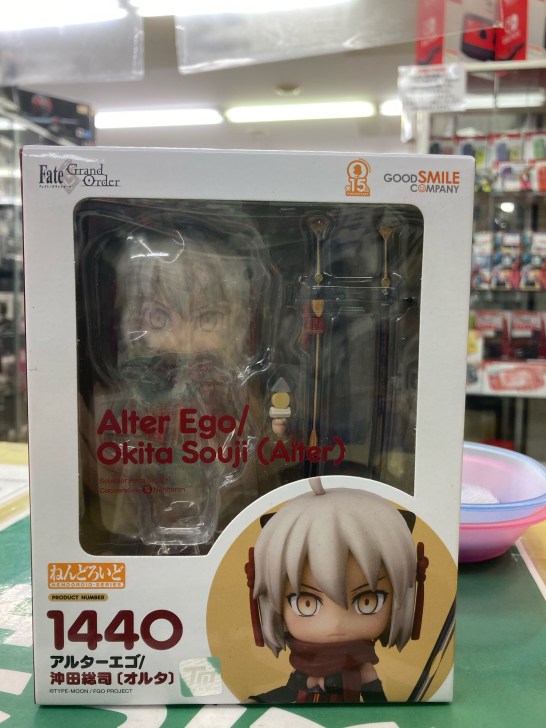 Fate Grand Order
15
GOOD SMILE COMPANY
Alter Ego/
Okita Souji (Alter)
ねんどろいど
NENDOROID SERIES
PRODUCT NUMBER
1440
アルターエゴ/
沖田総司〔オルタ〕
©TYPE-MOON / FGO PROJECT